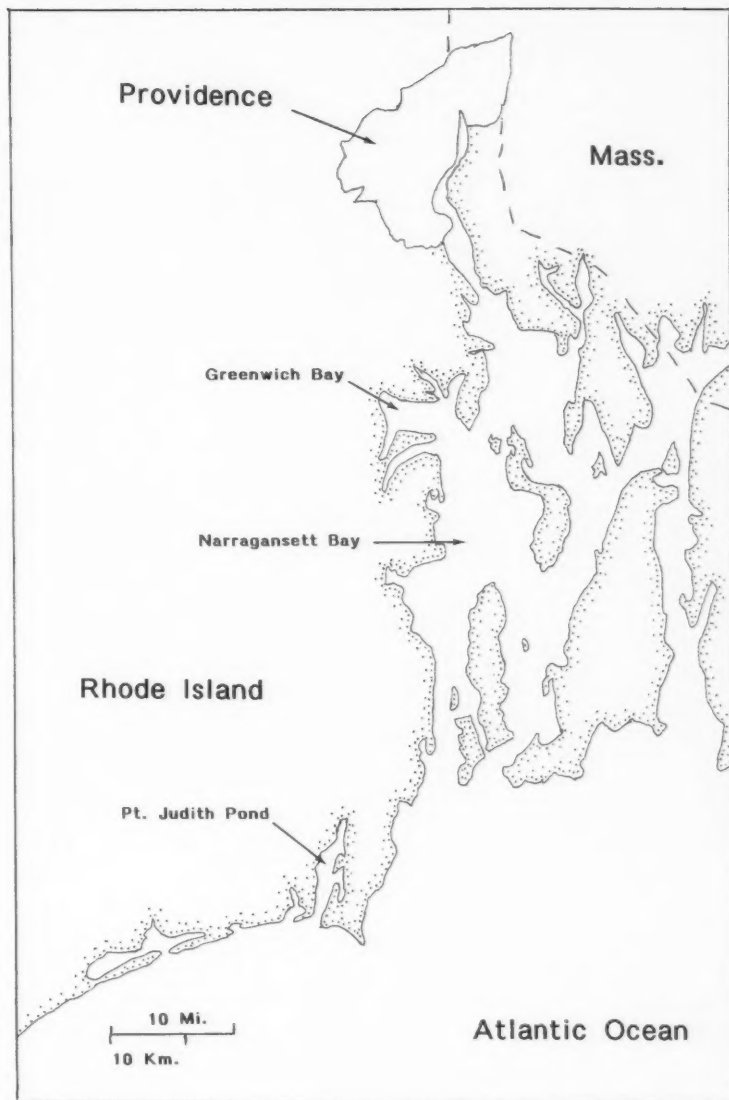 Providence
Mass.
Greenwich Bay
Narragansett Bay
Rhode Island
Pt. Judith Pond
10 Mi.
10 Km.
Atlantic Ocean